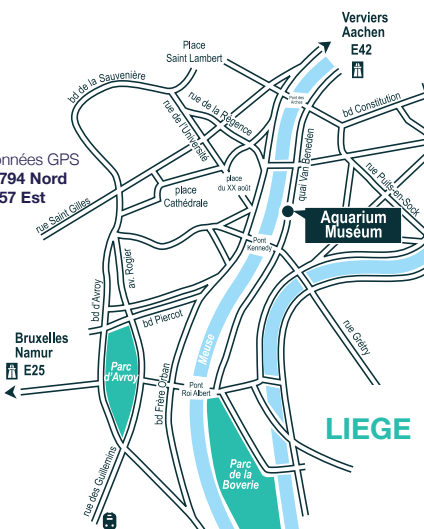 Verviers
Aachen
E42
Place
Saint Lambert
bd de la Sauvenière
rue de la Régence
rue de l'Université
Pont des
Arches
bd Constitution
quai Van Beneden
rue Puits-en-Sock
onnées GPS
794 Nord
57 Est
place
du XX août
place
Cathédrale
rue Saint Gilles
Aquarium
Muséum
Pont
Kennedy
av. Rogier
bd d'Avroy
bd Piercot
Meuse
rue Grétry
Bruxelles
Namur
E25
Parc
d'Avroy
bd Frère Orban
Pont
Roi Albert
LIEGE
Parc
de la
Boverie
rue des Guillemins